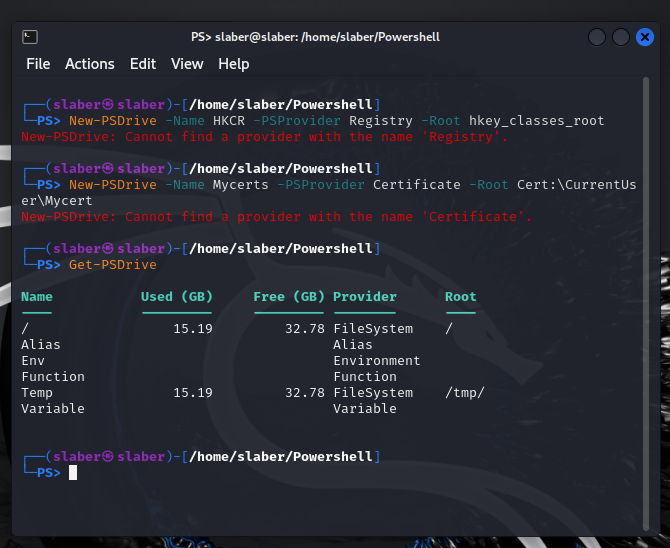 PS> slaber@slaber: /home/slaber/Powershell
File Actions Edit View Help
┌──(slaber㉿slaber)-[/home/slaber/Powershell]
└─PS> New-PSDrive -Name HKCR -PSProvider Registry -Root hkey_classes_root
New-PSDrive: Cannot find a provider with the name 'Registry'.
┌──(slaber㉿slaber)-[/home/slaber/Powershell]
└─PS> New-PSDrive -Name Mycerts -PSProvider Certificate -Root Cert:\CurrentUs
er\Mycert
New-PSDrive: Cannot find a provider with the name 'Certificate'.
┌──(slaber㉿slaber)-[/home/slaber/Powershell]
└─PS> Get-PSDrive
Name Used (GB) Free (GB) Provider Root
---- --------- --------- -------- ----
/ 15.19 32.78 FileSystem /
Alias Alias
Env Environment
Function Function
Temp 15.19 32.78 FileSystem /tmp/
Variable Variable
┌──(slaber㉿slaber)-[/home/slaber/Powershell]
└─PS>